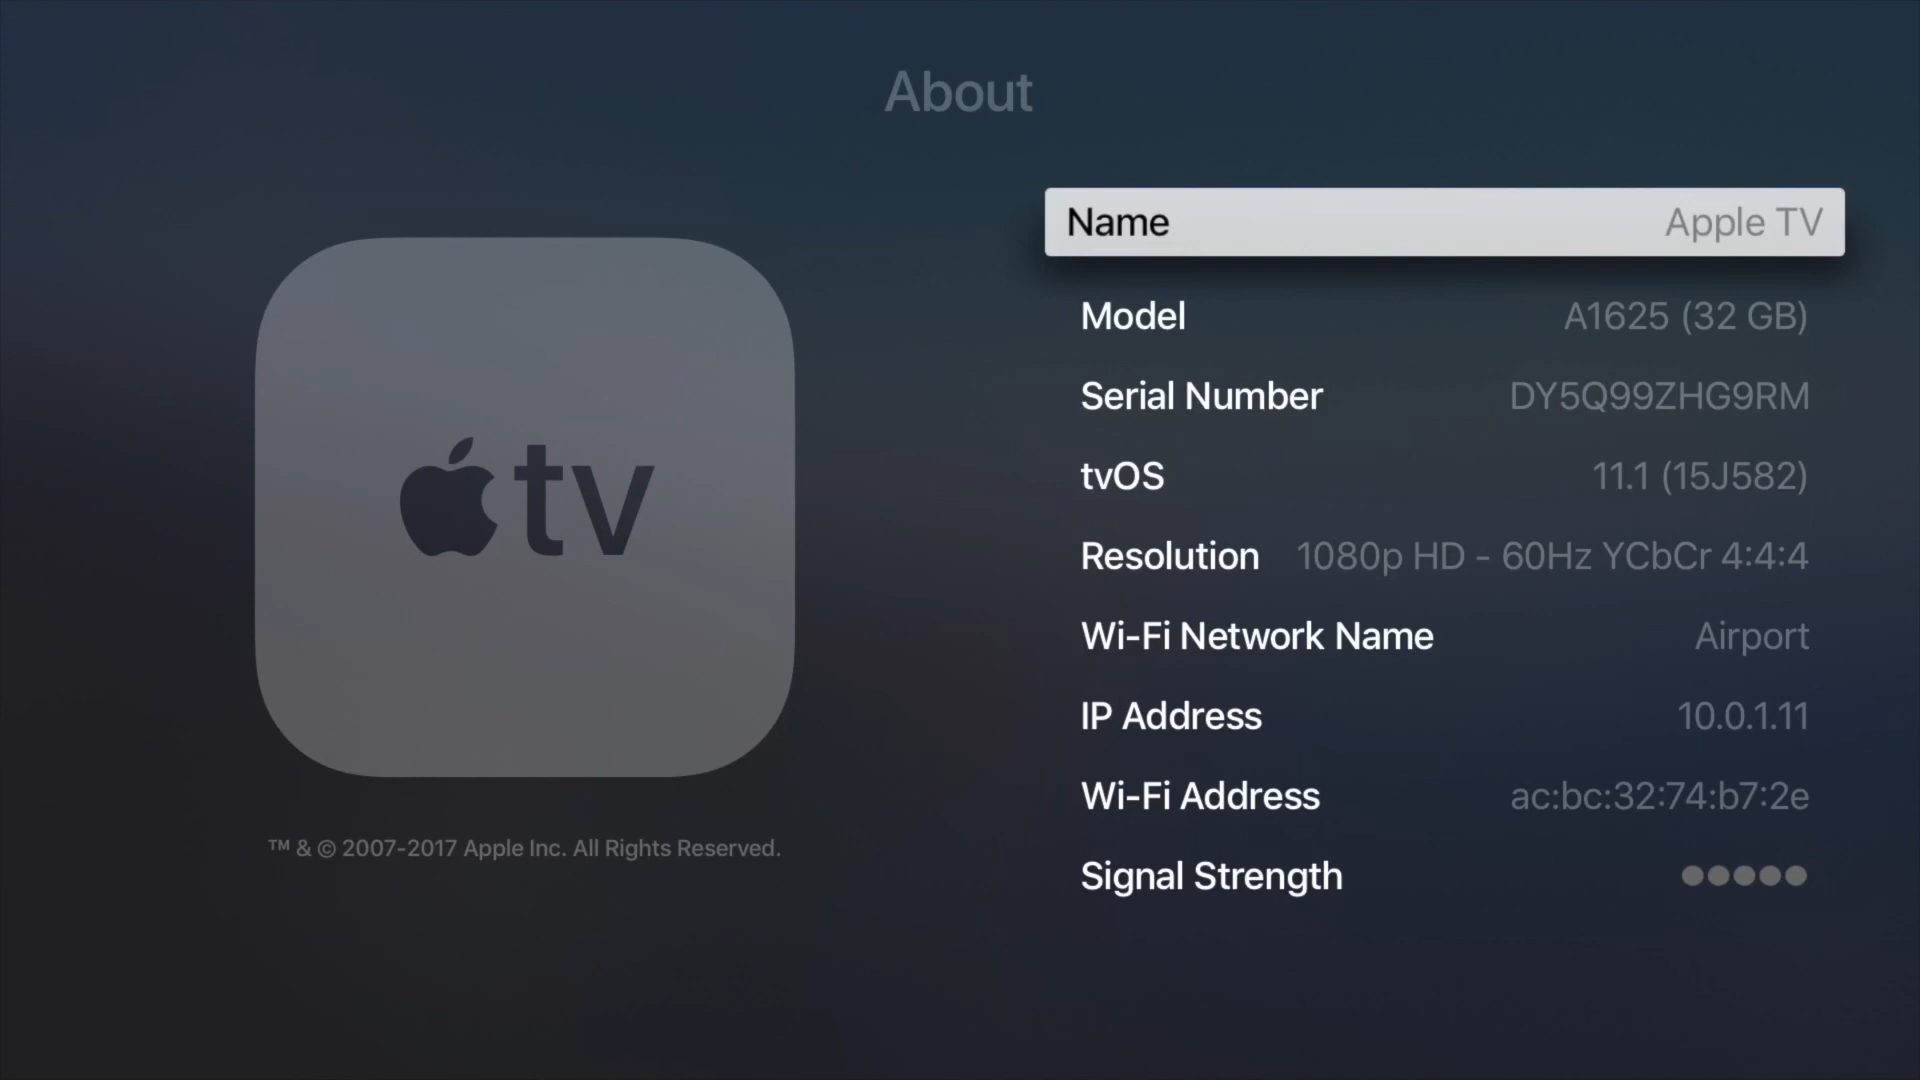 About
Name Apple TV
Model A1625 (32 GB)
Serial Number DY5Q99ZHG9RM
tvOS 11.1 (15J582)
Resolution 1080p HD - 60Hz YCbCr 4:4:4
Wi-Fi Network Name Airport
IP Address 10.0.1.11
Wi-Fi Address ac:bc:32:74:b7:2e
Signal Strength
tv
™ & © 2007-2017 Apple Inc. All Rights Reserved.